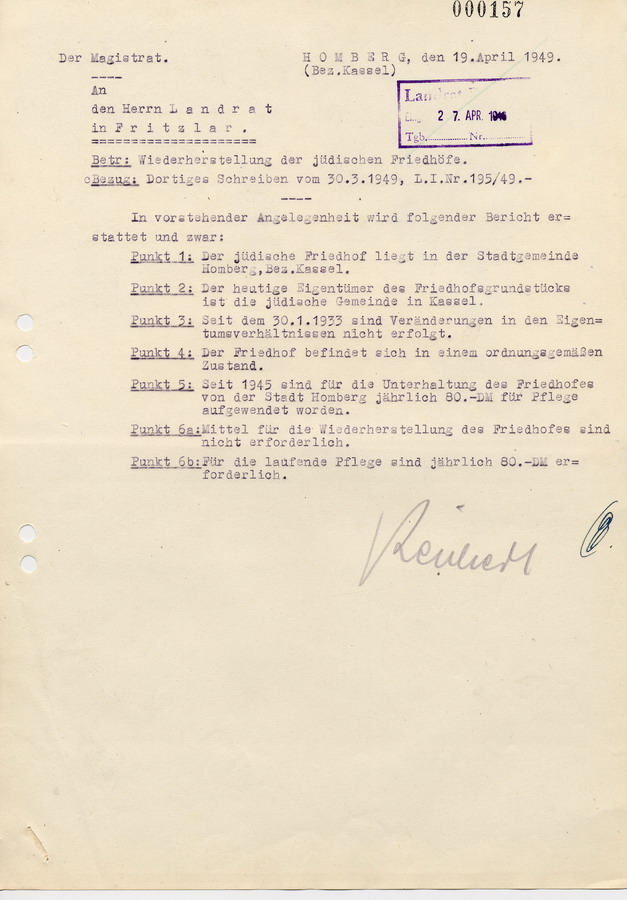 000157
Der Magistrat.
H O M B E R G, den 19.April 1949.
(Bez.Kassel)
An
den Herrn L a n d r a t
in F r i t z l a r .
Eing. 27. APR. 1949
Tgb. Nr.
Betr: Wiederherstellung der jüdischen Friedhöfe.
Bezug: Dortiges Schreiben vom 30.3.1949, L.I.Nr.195/49.-
In vorstehender Angelegenheit wird folgender Bericht er=
stattet und zwar:
Punkt 1: Der jüdische Friedhof liegt in der Stadtgemeinde
Homberg,Bez.Kassel.
Punkt 2: Der heutige Eigentümer des Friedhofsgrundstücks
ist die jüdische Gemeinde in Kassel.
Punkt 3: Seit dem 30.1.1933 sind Veränderungen in den Eigen=
tumsverhältnissen nicht erfolgt.
Punkt 4: Der Friedhof befindet sich in einem ordnungsgemäßen
Zustand.
Punkt 5: Seit 1945 sind für die Unterhaltung des Friedhofes
von der Stadt Homberg jährlich 80.-DM für Pflege
aufgewendet worden.
Punkt 6a:Mittel für die Wiederherstellung des Friedhofes sind
nicht erforderlich.
Punkt 6b:Für die laufende Pflege sind jährlich 80.-DM er=
forderlich.